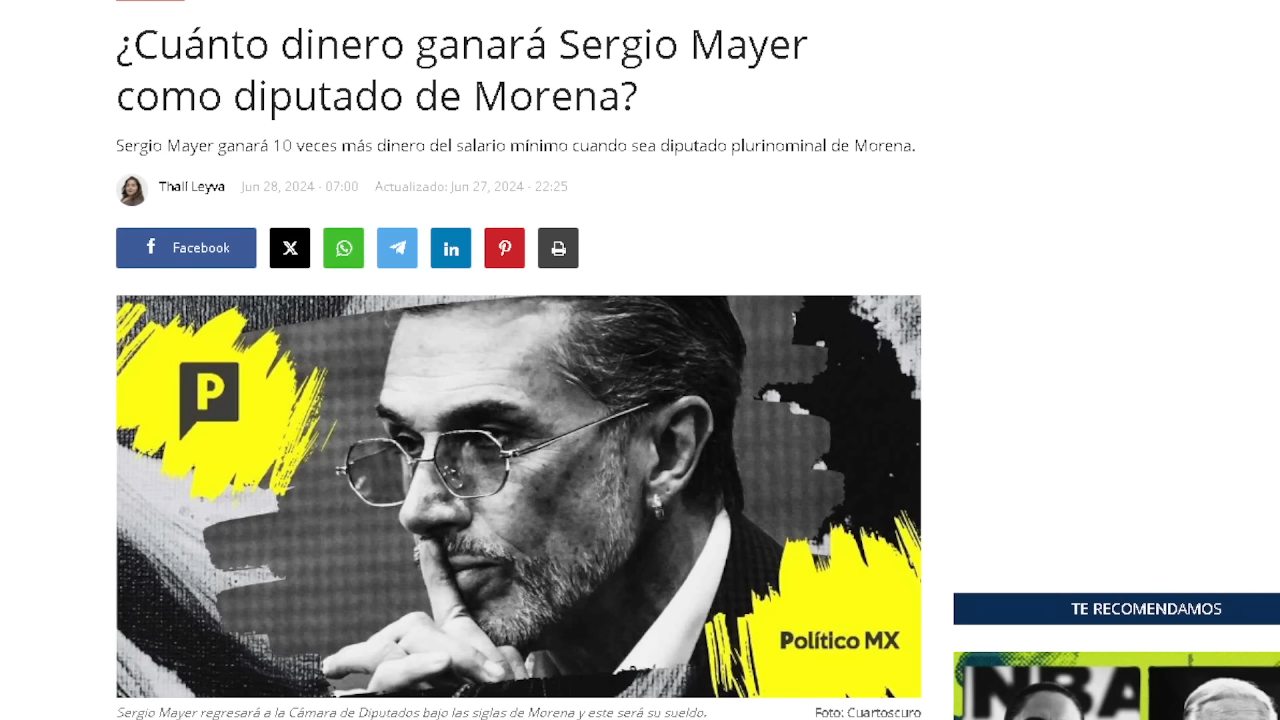 ¿Cuánto dinero ganará Sergio Mayer
como diputado de Morena?
Sergio Mayer ganará 10 veces más dinero del salario mínimo cuando sea diputado plurinominal de Morena.
Thalí Leyva Jun 28, 2024 - 07:00 Actualizado: Jun 27, 2024 - 22:25
Facebook
P
Político MX
Sergio Mayer regresará a la Cámara de Diputados bajo las siglas de Morena y este será su sueldo. Foto: Cuartoscuro
TE RECOMENDAMOS
NBA